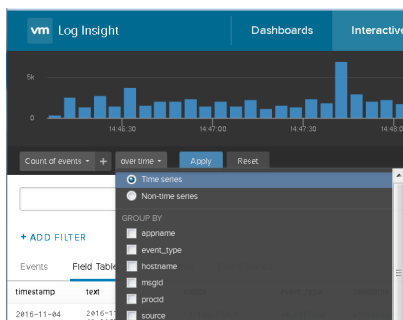 vm Log Insight Dashboards Interactive
5k
0
14:46:30 14:47:00 14:47:30 14:48:0
Count of events + over time Apply Reset
Time series
Non-time series
GROUP BY
appname
+ ADD FILTER
event_type
Events Field Table
hostname
msgid
timestamp text
procid
2016-11-04 2016-11
source